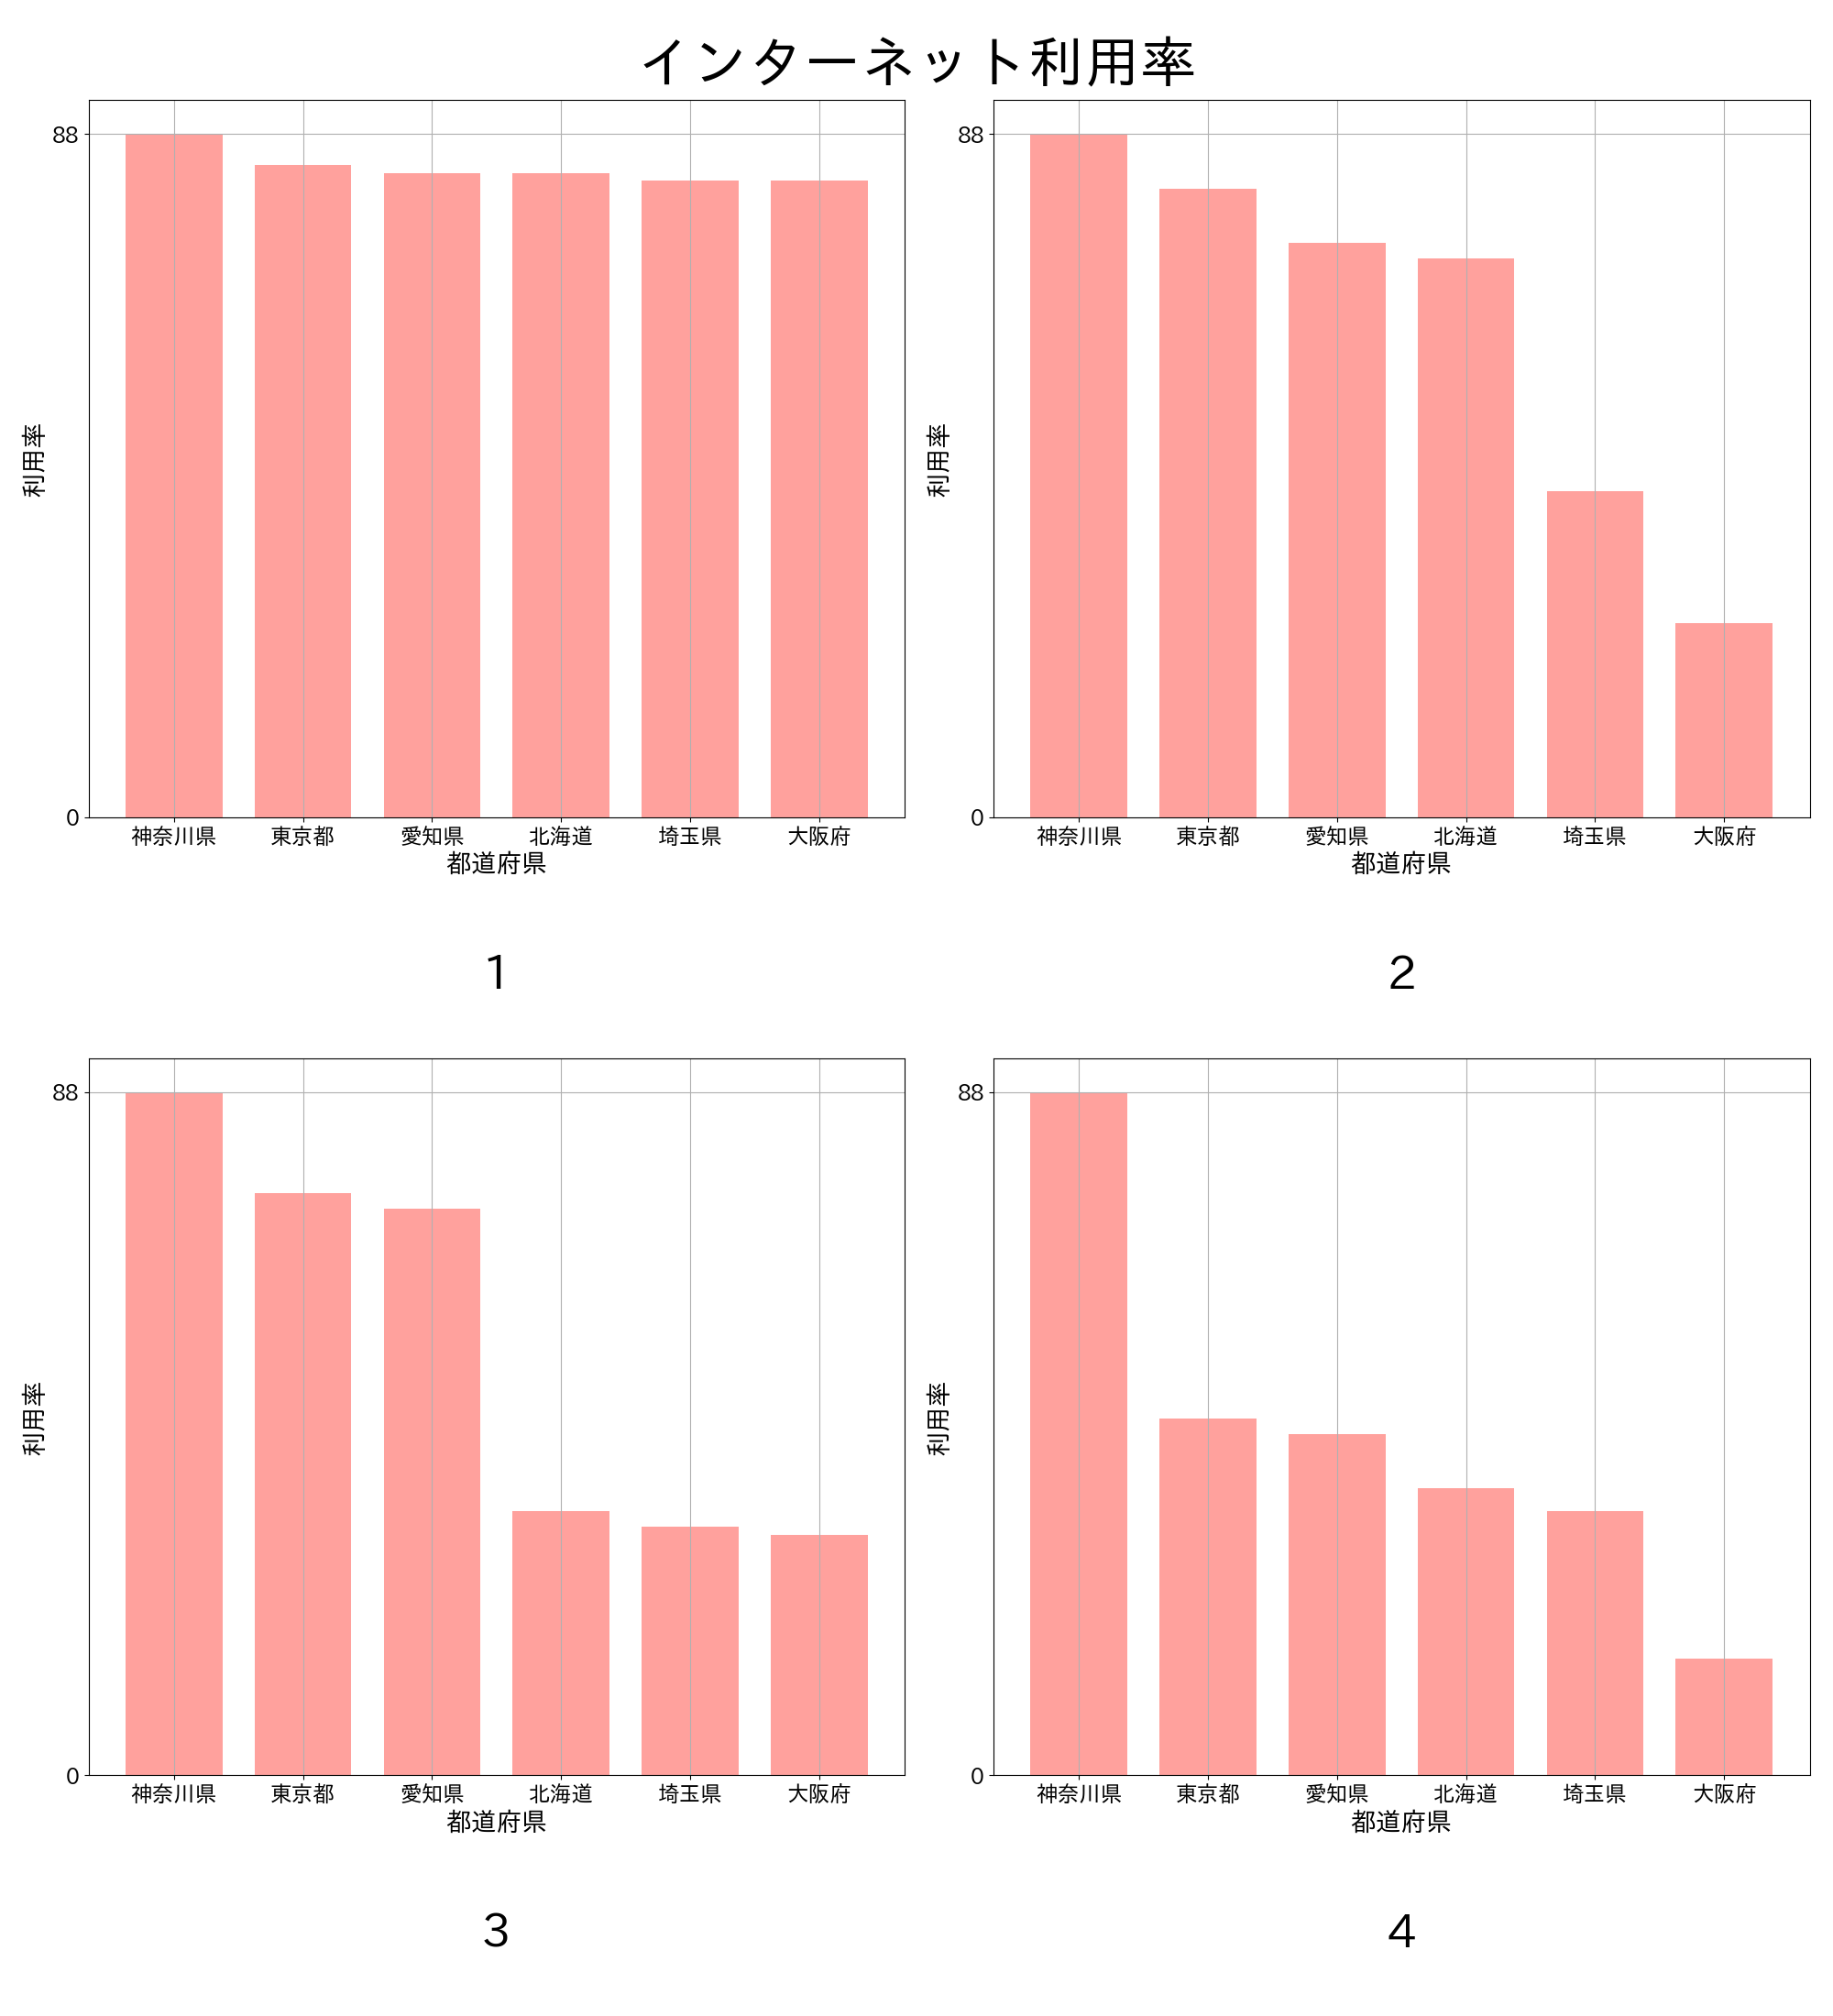 インターネット利用率
88
0
利用率
神奈川県 東京都 愛知県 北海道 埼玉県 大阪府
都道府県
1
88
0
利用率
神奈川県 東京都 愛知県 北海道 埼玉県 大阪府
都道府県
2
88
0
利用率
神奈川県 東京都 愛知県 北海道 埼玉県 大阪府
都道府県
3
88
0
利用率
神奈川県 東京都 愛知県 北海道 埼玉県 大阪府
都道府県
4